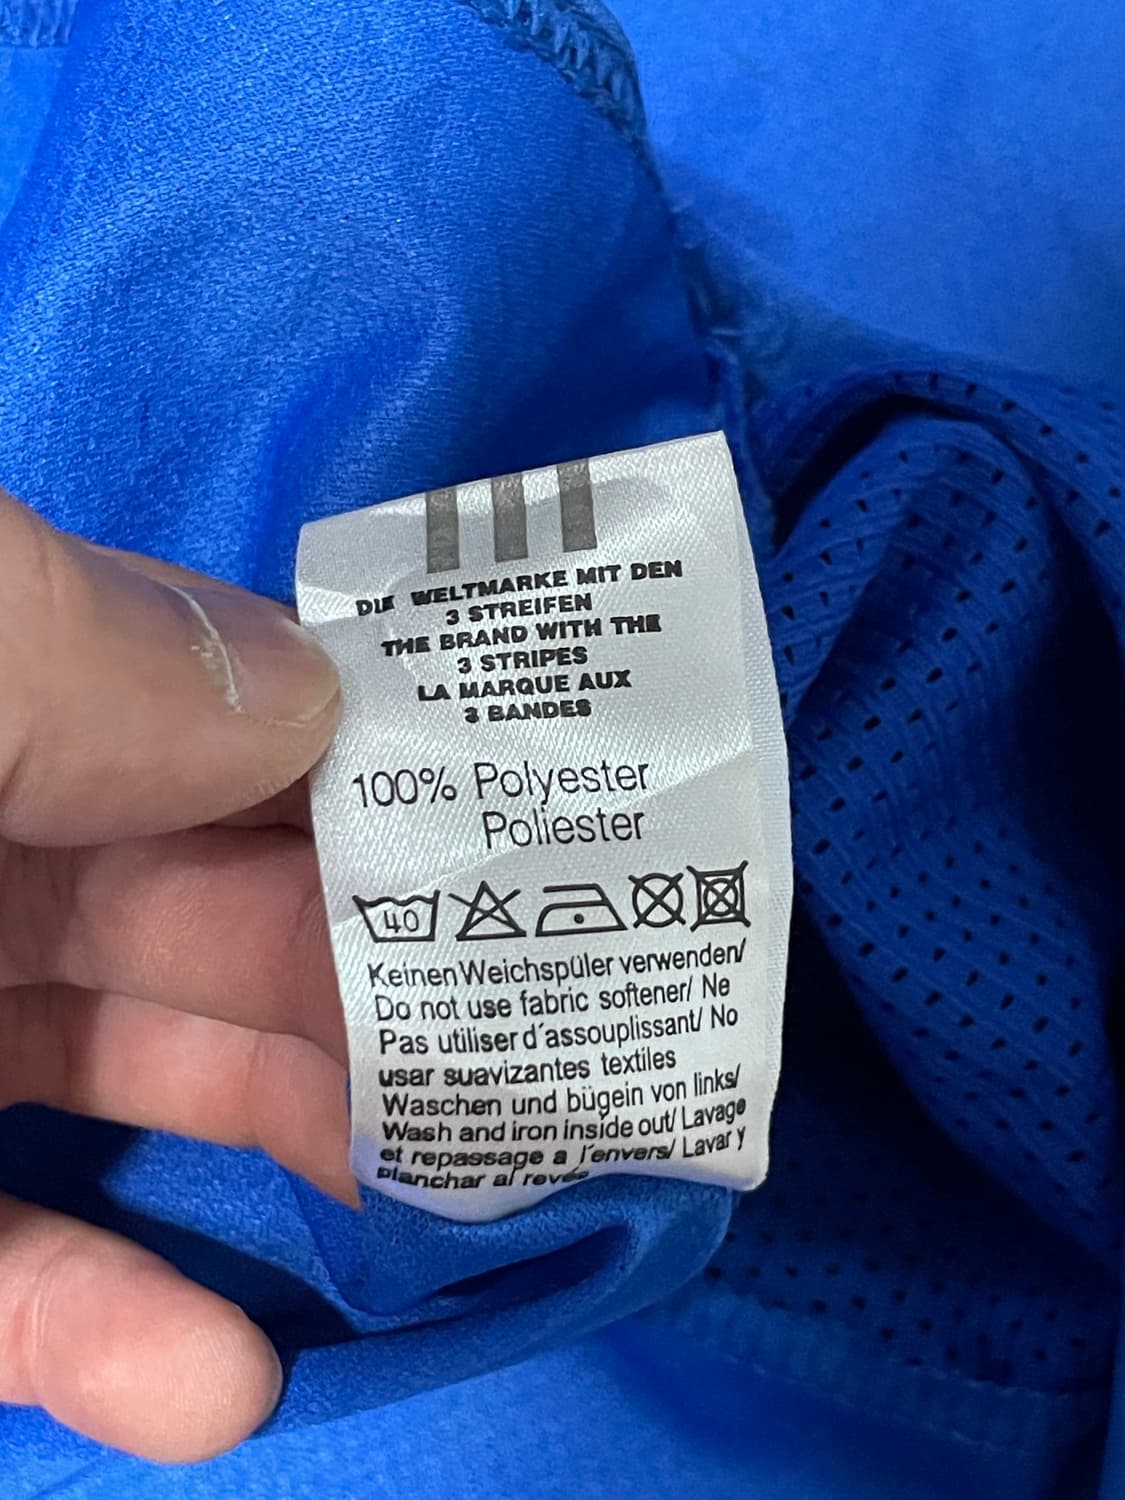 DIE WELTMARKE MIT DEN
3 STREIFEN
THE BRAND WITH THE
3 STRIPES
LA MARQUE AUX
3 BANDES
100% Polyester
Poliester
40
Keinen Weichspüler verwenden/
Do not use fabric softener/ Ne
Pas utiliser d´assouplissant/ No
usar suavizantes textiles
Waschen und bügein von links/
Wash and iron inside out/ Lavage
et repassage a l´envers/ Lavar y
planchar al